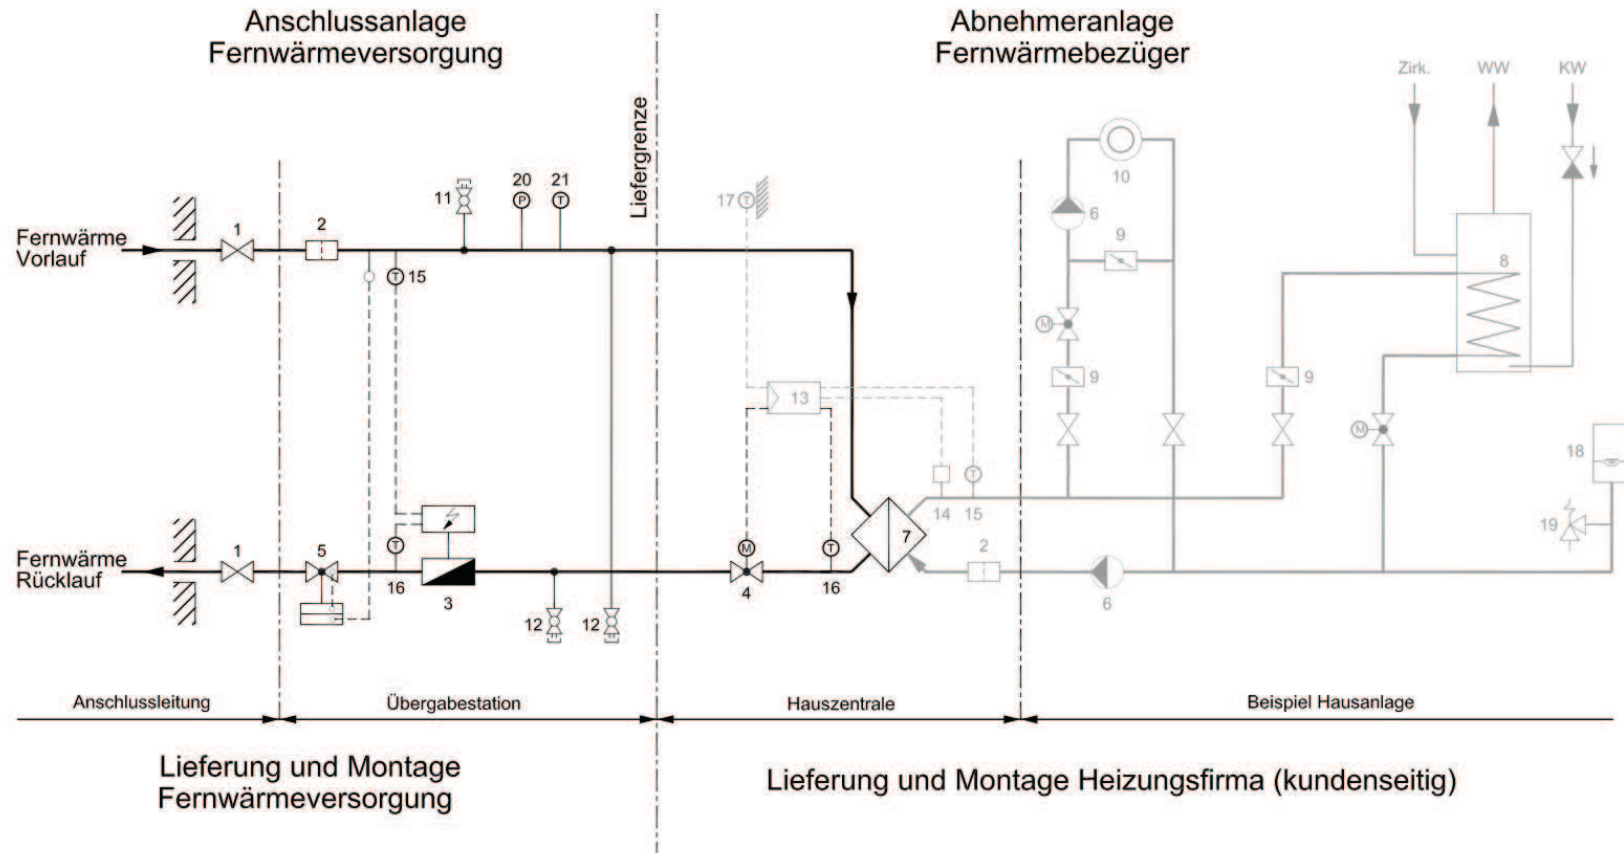 Anschlussanlage
Fernwärmeversorgung
Abnehmeranlage
Fernwärmebezüger
Liefergrenze
Zirk.
WW
KW
10
11
20
21
17
6
P
T
T
9
Fernwärme
Vorlauf
1
2
8
T
15
M
9
9
13
M
18
T
14
15
19
7
Fernwärme
Rücklauf
1
5
T
16
3
M
4
T
16
2
6
12
12
Anschlussleitung
Übergabestation
Hauszentrale
Beispiel Hausanlage
Lieferung und Montage
Fernwärmeversorgung
Lieferung und Montage Heizungsfirma (kundenseitig)